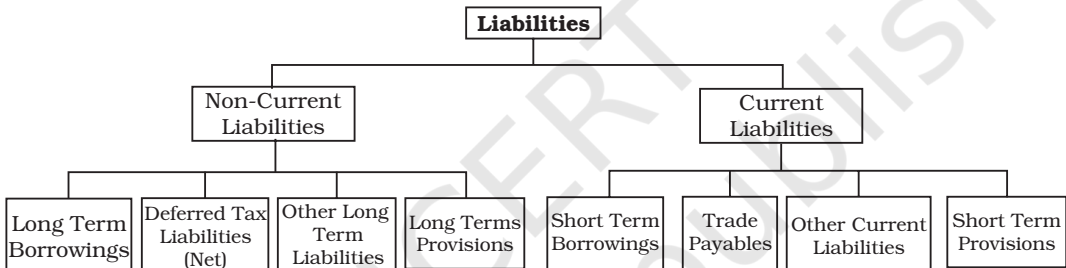 Liabilities
Non-Current
Liabilities
Current
Liabilities
Long Term
Borrowings
Deferred Tax
Liabilities
(Net)
Other Long
Term
Liabilities
Long Terms
Provisions
Short Term
Borrowings
Trade
Payables
Other Current
Liabilities
Short Term
Provisions